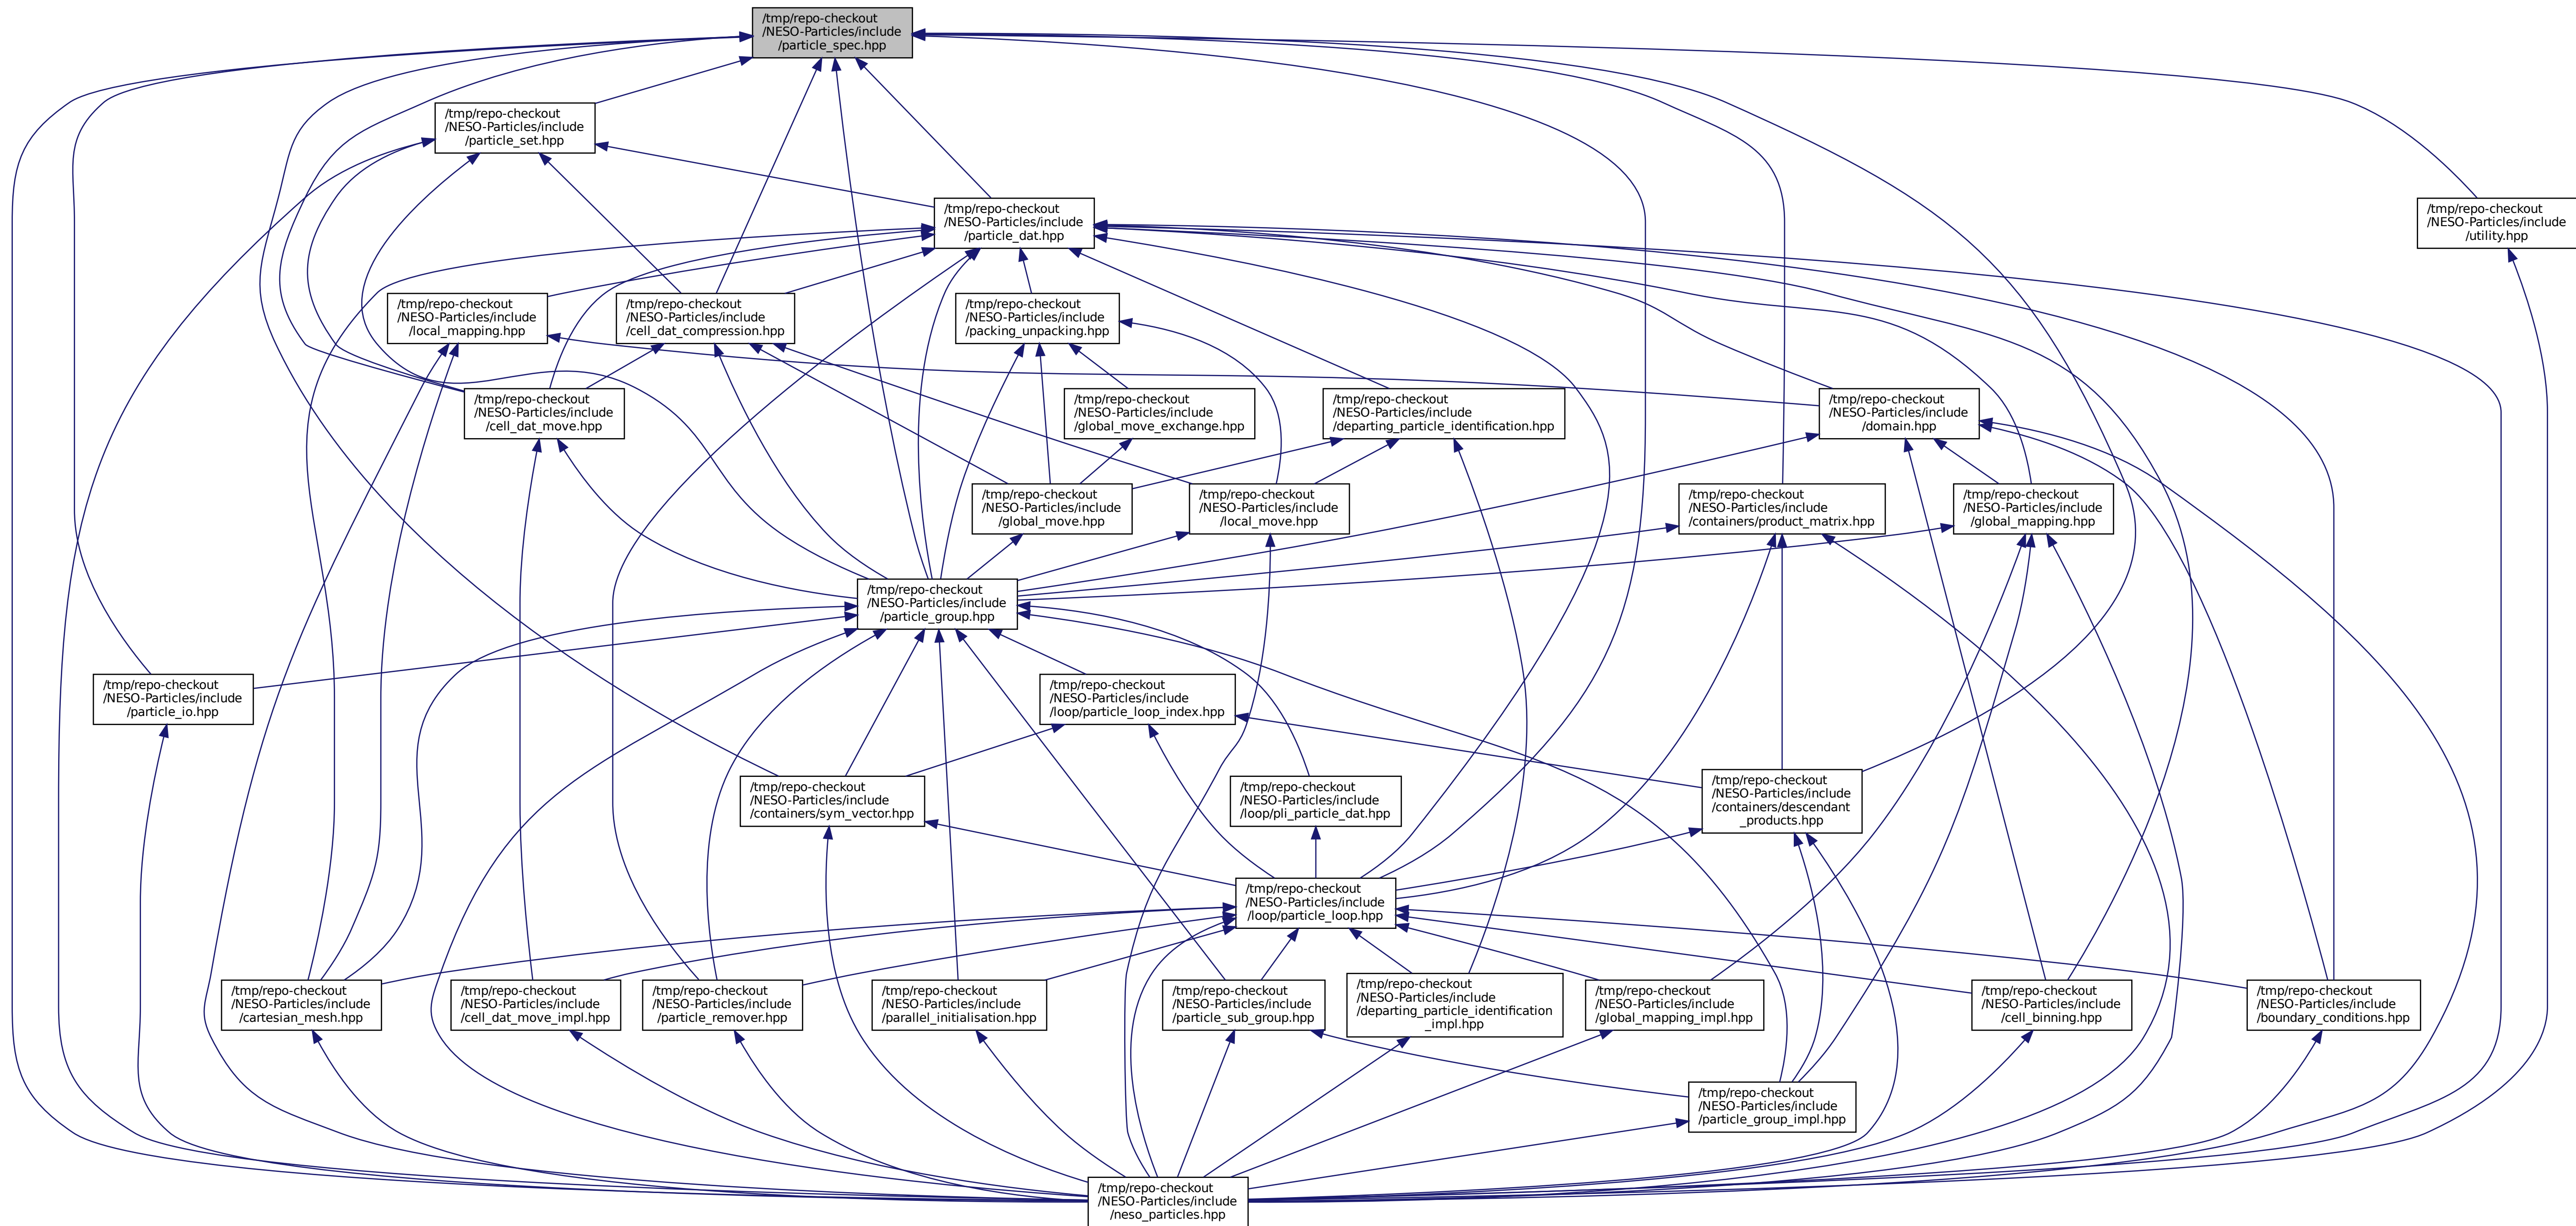 /tmp/repo-checkout
/NESO-Particles/include
/particle_spec.hpp
/tmp/repo-checkout
/NESO-Particles/include
/particle_set.hpp
/tmp/repo-checkout
/NESO-Particles/include
/particle_dat.hpp
/tmp/repo-checkout
/NESO-Particles/include
/utility.hpp
/tmp/repo-checkout
/NESO-Particles/include
/local_mapping.hpp
/tmp/repo-checkout
/NESO-Particles/include
/cell_dat_compression.hpp
/tmp/repo-checkout
/NESO-Particles/include
/packing_unpacking.hpp
/tmp/repo-checkout
/NESO-Particles/include
/cell_dat_move.hpp
/tmp/repo-checkout
/NESO-Particles/include
/global_move_exchange.hpp
/tmp/repo-checkout
/NESO-Particles/include
/departing_particle_identification.hpp
/tmp/repo-checkout
/NESO-Particles/include
/domain.hpp
/tmp/repo-checkout
/NESO-Particles/include
/global_move.hpp
/tmp/repo-checkout
/NESO-Particles/include
/local_move.hpp
/tmp/repo-checkout
/NESO-Particles/include
/containers/product_matrix.hpp
/tmp/repo-checkout
/NESO-Particles/include
/global_mapping.hpp
/tmp/repo-checkout
/NESO-Particles/include
/particle_group.hpp
/tmp/repo-checkout
/NESO-Particles/include
/particle_io.hpp
/tmp/repo-checkout
/NESO-Particles/include
/loop/particle_loop_index.hpp
/tmp/repo-checkout
/NESO-Particles/include
/containers/sym_vector.hpp
/tmp/repo-checkout
/NESO-Particles/include
/loop/pli_particle_dat.hpp
/tmp/repo-checkout
/NESO-Particles/include
/containers/descendant
_products.hpp
/tmp/repo-checkout
/NESO-Particles/include
/loop/particle_loop.hpp
/tmp/repo-checkout
/NESO-Particles/include
/cartesian_mesh.hpp
/tmp/repo-checkout
/NESO-Particles/include
/cell_dat_move_impl.hpp
/tmp/repo-checkout
/NESO-Particles/include
/particle_remover.hpp
/tmp/repo-checkout
/NESO-Particles/include
/parallel_initialisation.hpp
/tmp/repo-checkout
/NESO-Particles/include
/particle_sub_group.hpp
/tmp/repo-checkout
/NESO-Particles/include
/departing_particle_identification
_impl.hpp
/tmp/repo-checkout
/NESO-Particles/include
/global_mapping_impl.hpp
/tmp/repo-checkout
/NESO-Particles/include
/cell_binning.hpp
/tmp/repo-checkout
/NESO-Particles/include
/boundary_conditions.hpp
/tmp/repo-checkout
/NESO-Particles/include
/particle_group_impl.hpp
/tmp/repo-checkout
/NESO-Particles/include
/neso_particles.hpp